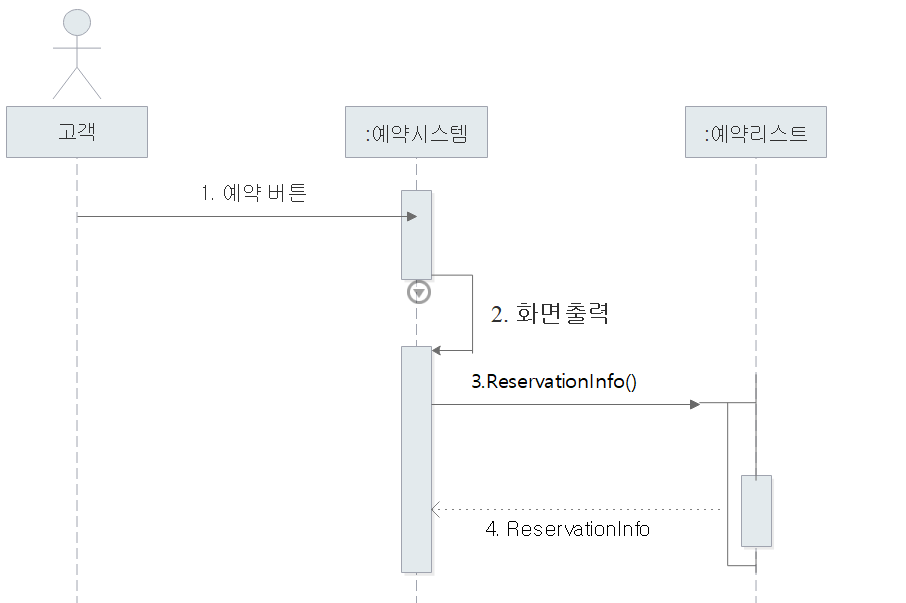 고객
:예약시스템
:예약리스트
1. 예약 버튼
2. 화면출력
3.ReservationInfo()
4. ReservationInfo